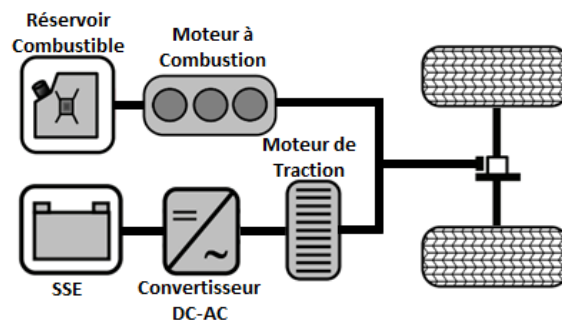 Réservoir
Combustible
Moteur à
Combustion
Moteur de
Traction
SSE
Convertisseur
DC-AC